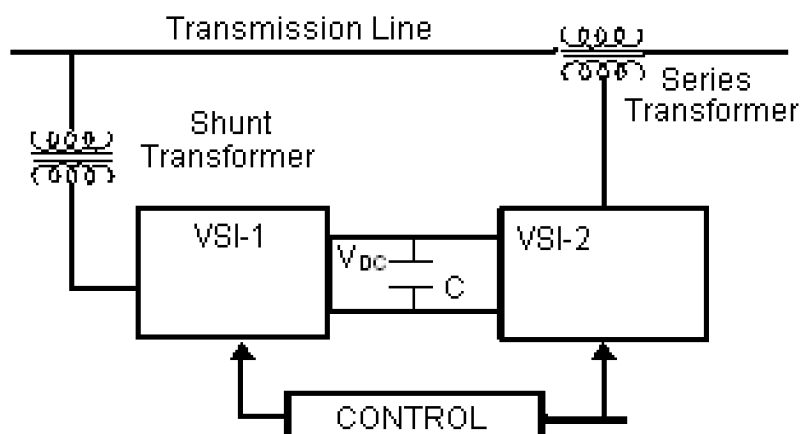 Transmission Line
Series
Transformer
Shunt
Transformer
VSI-1
VDC
C
VSI-2
CONTROL